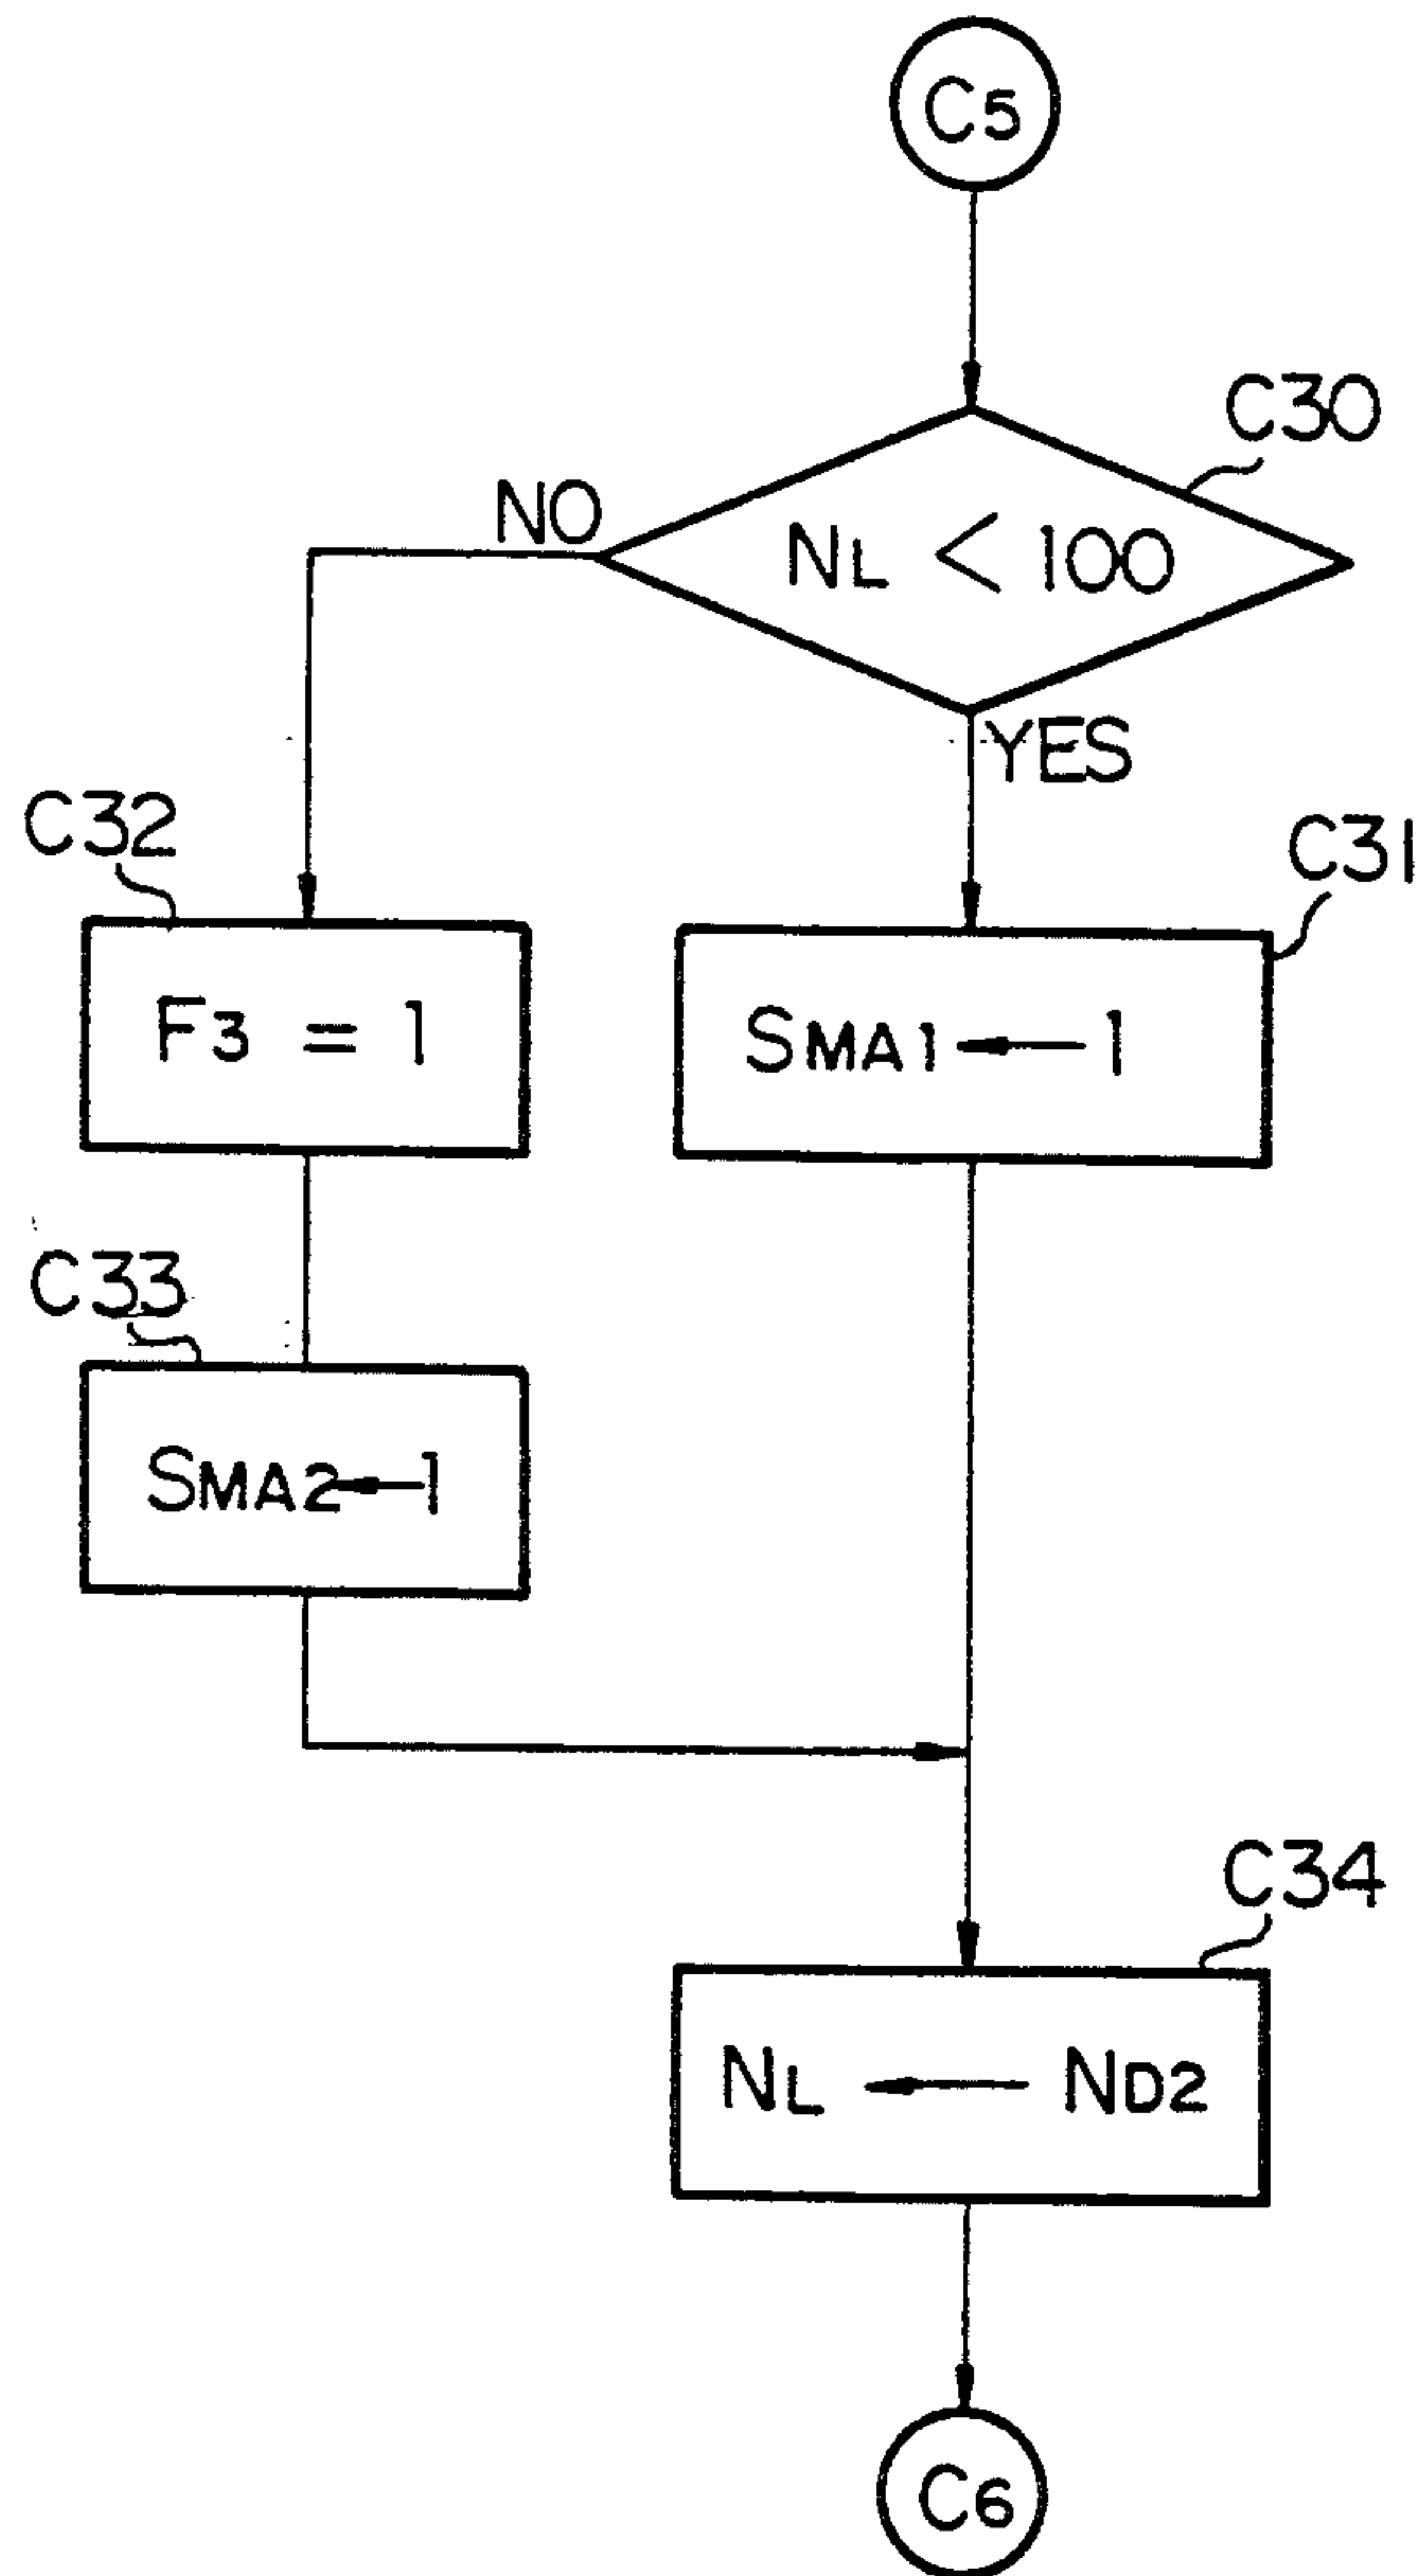 C5
C30
NO
NL < 100
YES
C32
C31
F3 = 1
SMA1 ← 1
C33
SMA2 ← 1
C34
NL ← ND2
C6